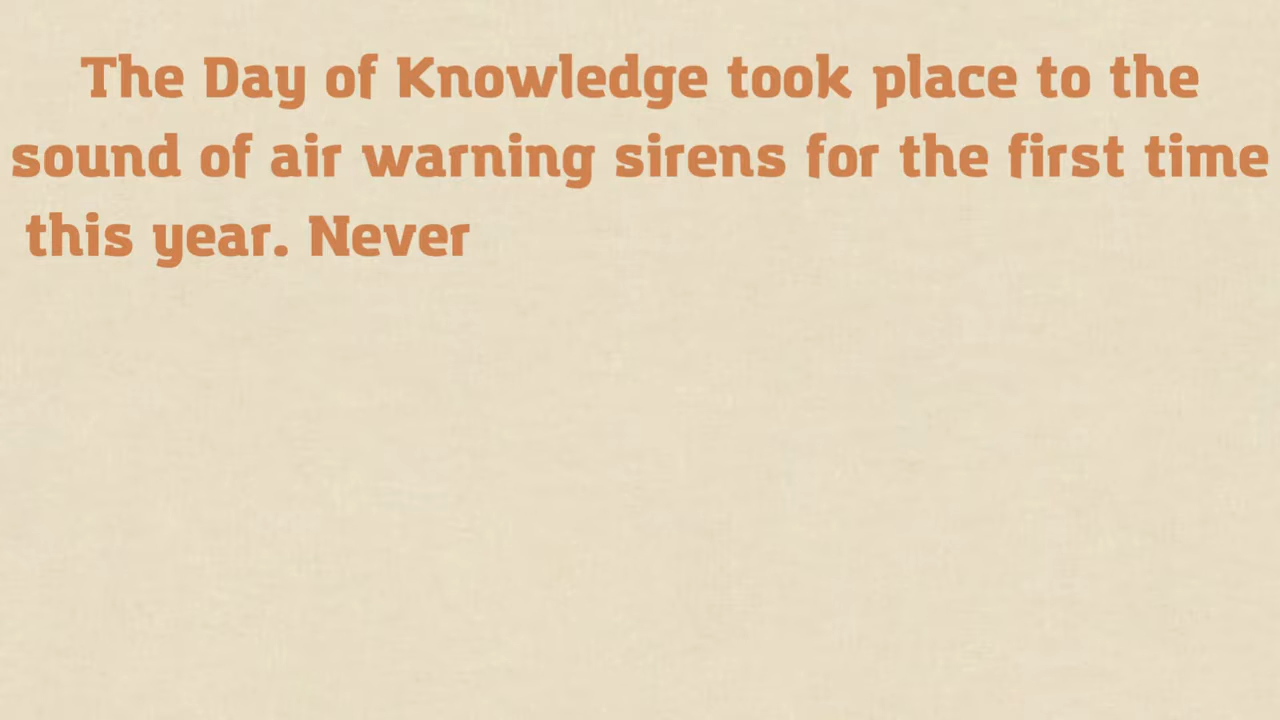 The Day of Knowledge took place to the
sound of air warning sirens for the first time
this year. Never